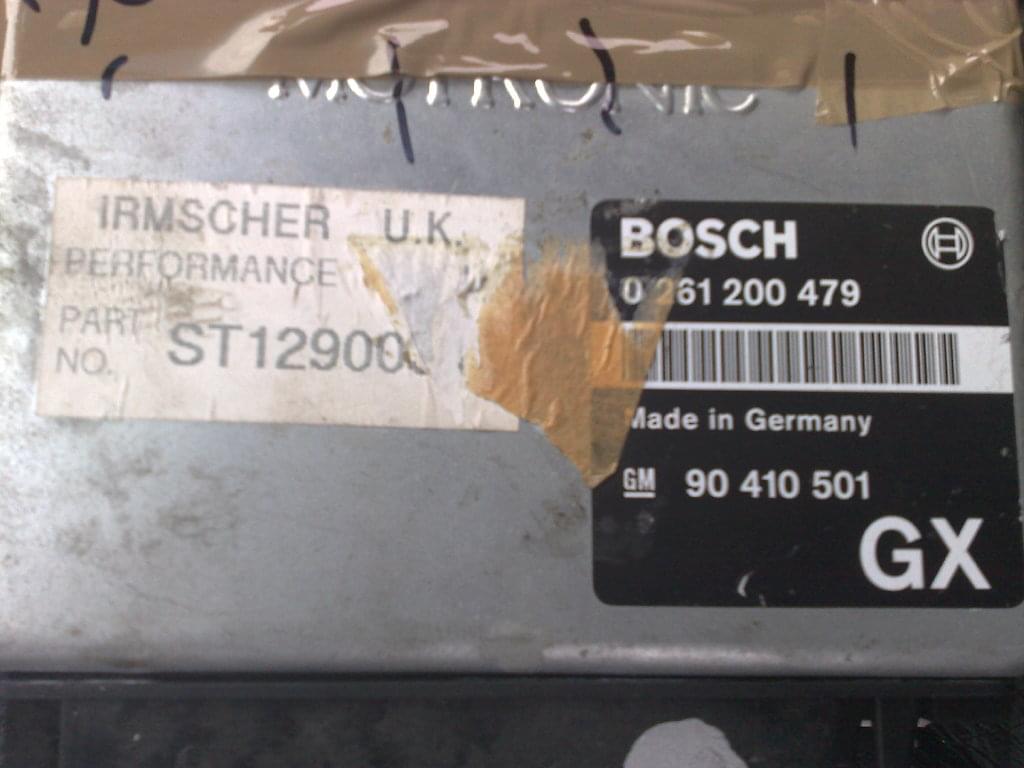 MOTRONIC
IRMSCHER U.K.
PERFORMANCE
PART
NO. ST12900
BOSCH
0 261 200 479
Made in Germany
GM 90 410 501
GX